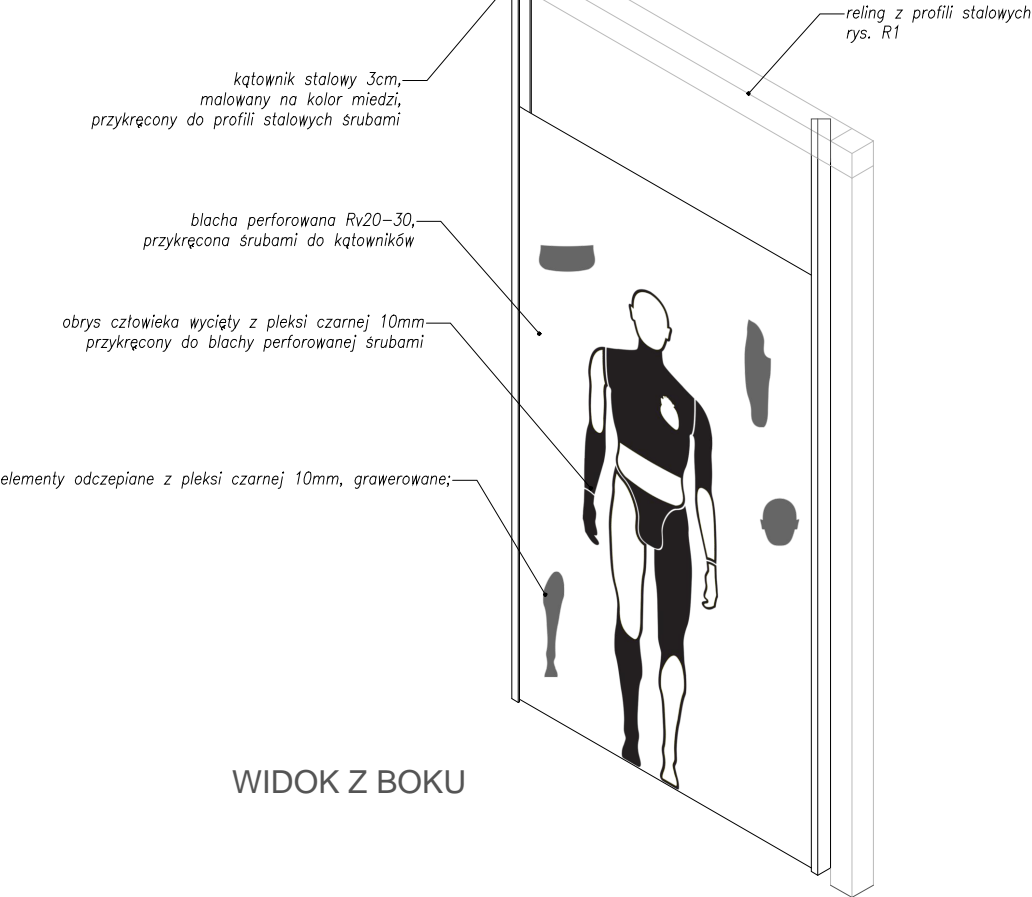 reling z profili stalowych
rys. R1
kątownik stalowy 3cm,
malowany na kolor miedzi,
przykręcony do profili stalowych śrubami
blacha perforowana Rv20-30,
przykręcona śrubami do kątowników
obrys człowieka wycięty z pleksi czarnej 10mm
przykręcony do blachy perforowanej śrubami
elementy odczepiane z pleksi czarnej 10mm, grawerowane;
WIDOK Z BOKU